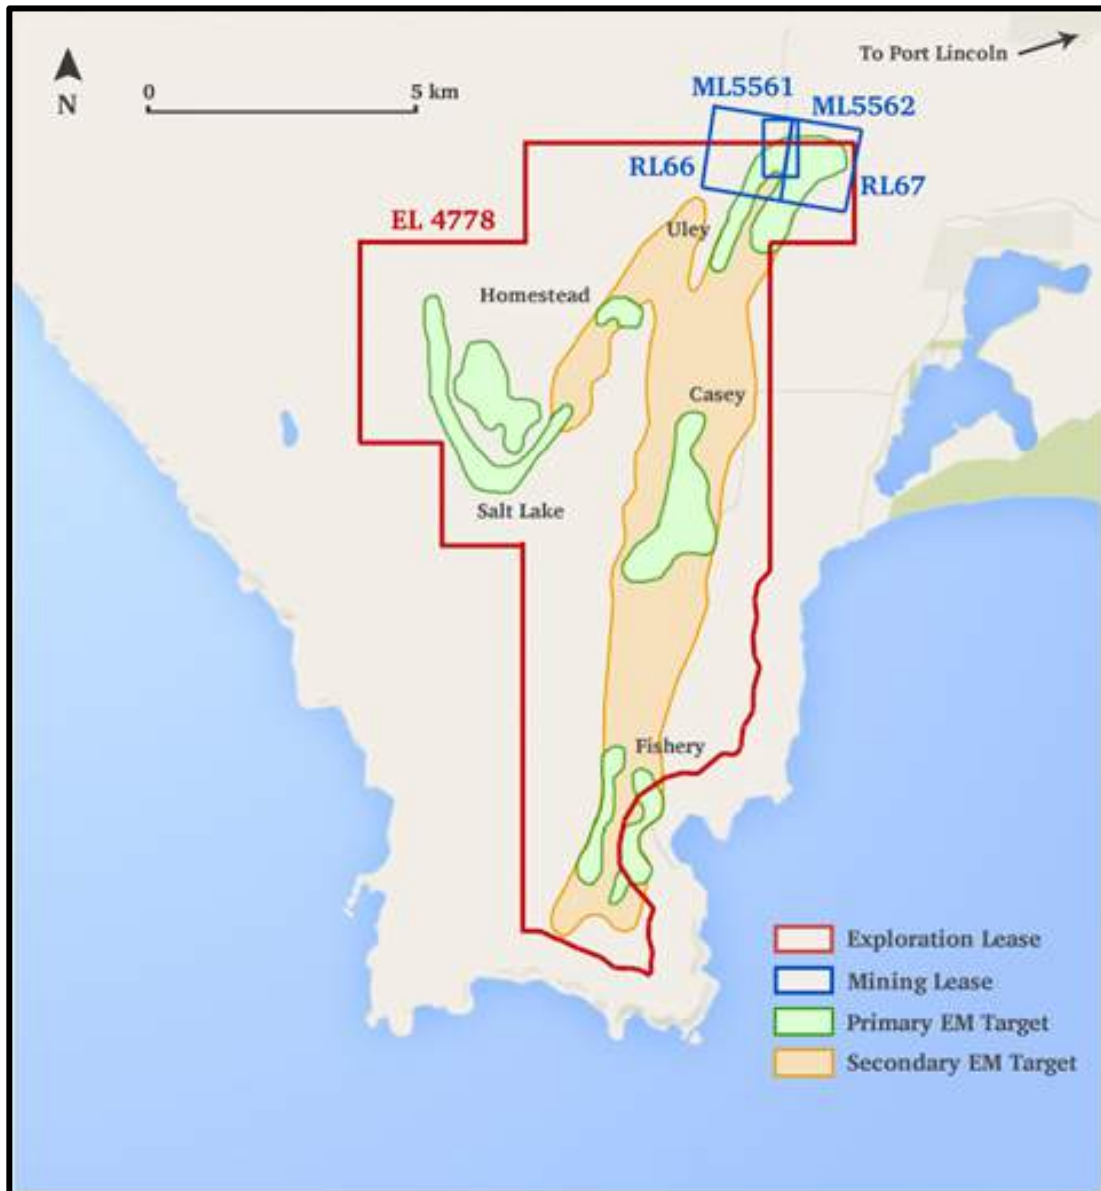 To Port Lincoln
N
0
5 km
ML5561
ML5562
RL66
RL67
EL 4778
Uley
Homestead
Casey
Salt Lake
Fishery
Exploration Lease
Mining Lease
Primary EM Target
Secondary EM Target